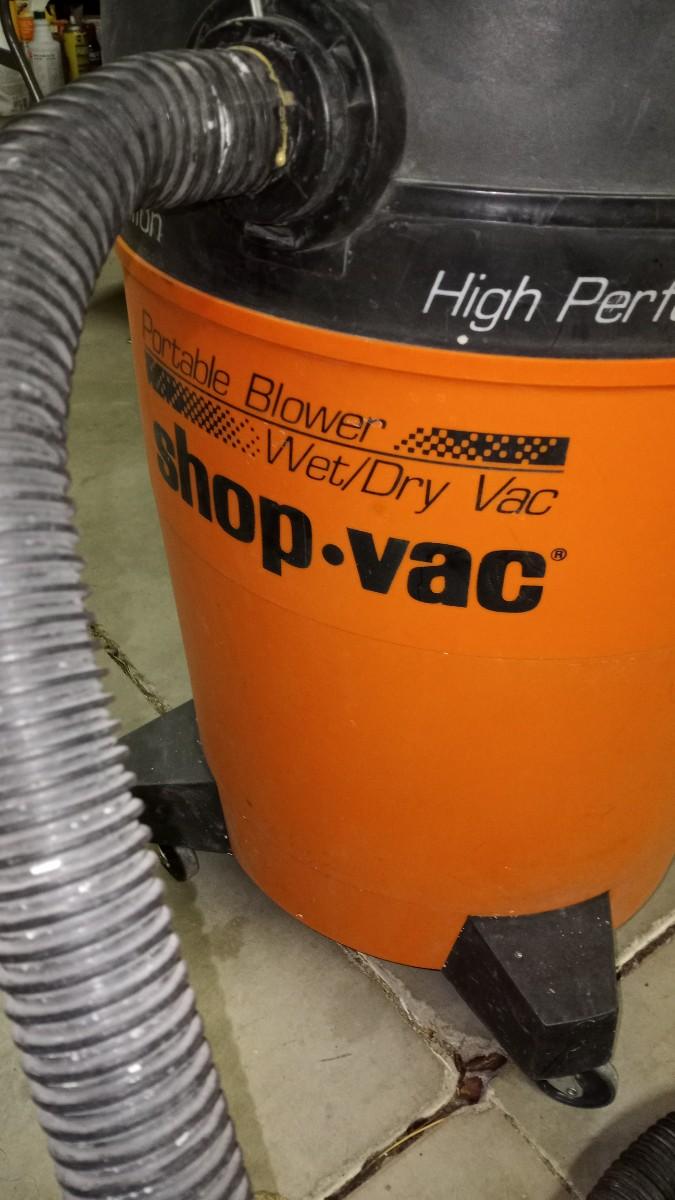 High Perf
Portable Blower
Wet/Dry Vac
shop·vac®